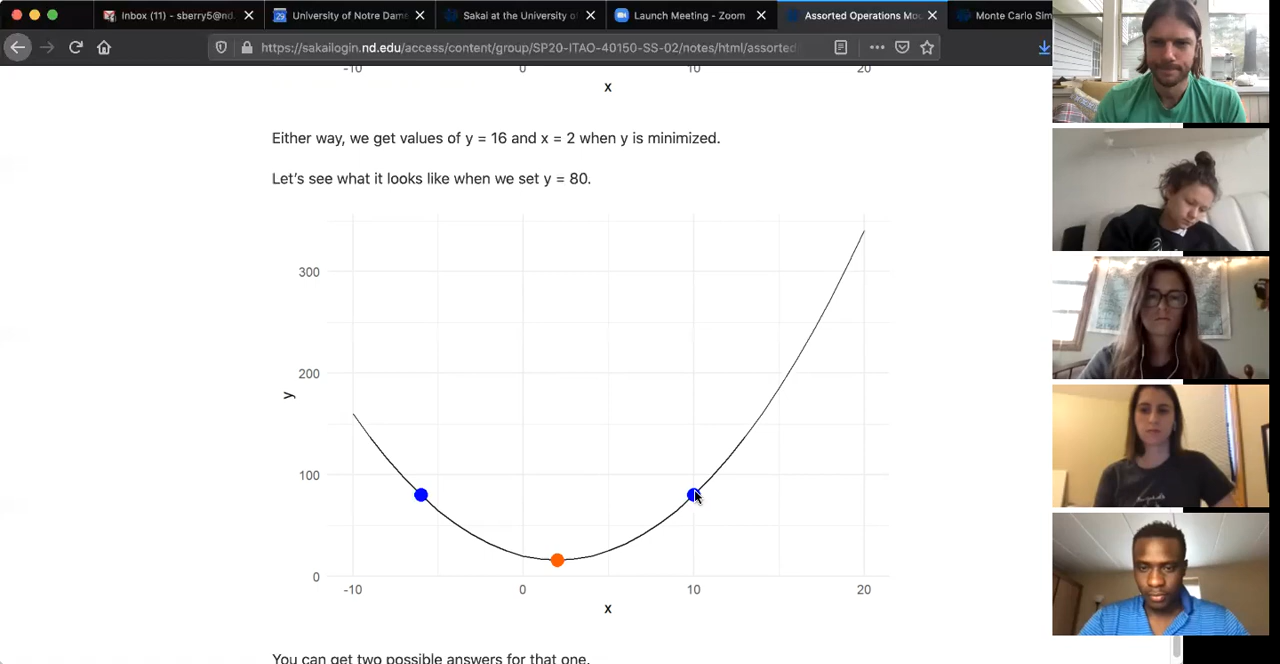 Inbox (11) - sberry5@nd.
University of Notre Dame
Sakai at the University o
Launch Meeting - Zoom
Assorted Operations Mo
Monte Carlo Sim
https://sakailogin.nd.edu/access/content/group/SP20-ITAO-40150-SS-02/notes/html/assorted
-10 0 10 20
x
Either way, we get values of y = 16 and x = 2 when y is minimized.
Let's see what it looks like when we set y = 80.
300
200
y
100
0
-10 0 10 20
x
You can get two possible answers for that one.